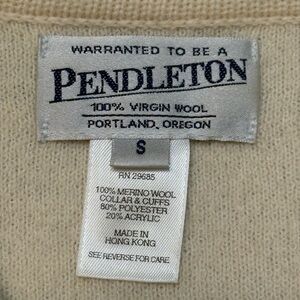 WARRANTED TO BE A
PENDLETON
100% VIRGIN WOOL
PORTLAND, OREGON
S
RN 29685
100% MERINO WOOL
COLLAR & CUFFS
80% POLYESTER
20% ACRYLIC
MADE IN
HONG KONG
SEE REVERSE FOR CARE